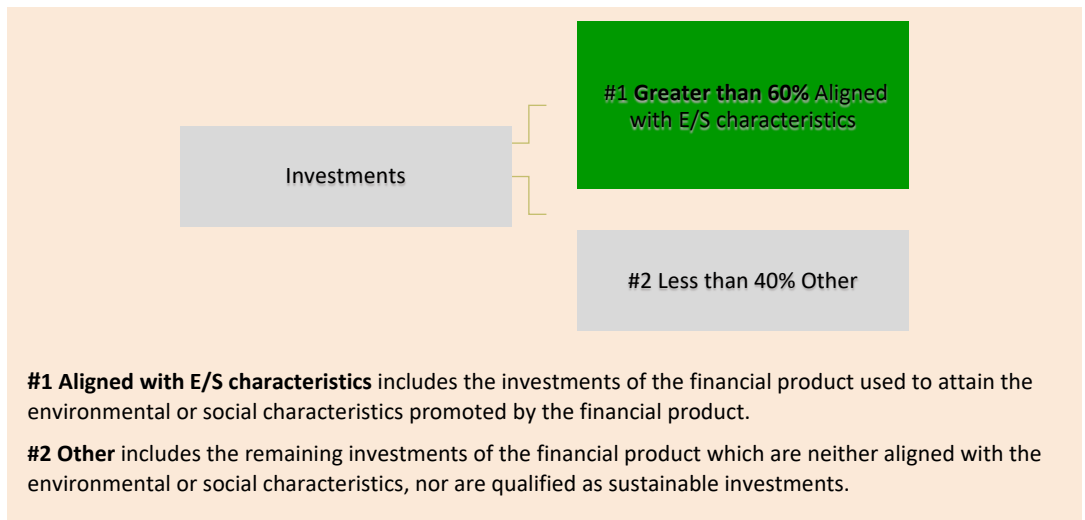 #1 Greater than 60% Aligned
with E/S characteristics
Investments
#2 Less than 40% Other
#1 Aligned with E/S characteristics includes the investments of the financial product used to attain the
environmental or social characteristics promoted by the financial product.
#2 Other includes the remaining investments of the financial product which are neither aligned with the
environmental or social characteristics, nor are qualified as sustainable investments.